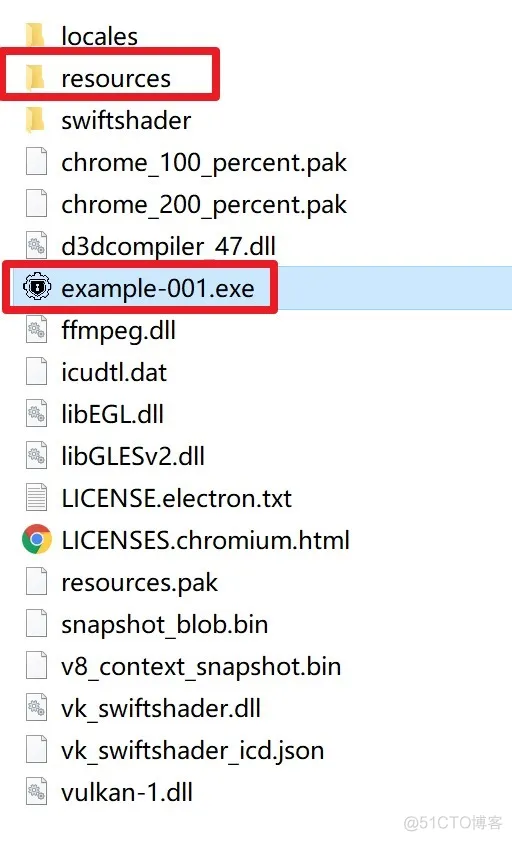 locales
resources
swiftshader
chrome_100_percent.pak
chrome_200_percent.pak
d3dcompiler_47.dll
example-001.exe
ffmpeg.dll
icudtl.dat
libEGL.dll
libGLESv2.dll
LICENSE.electron.txt
LICENSES.chromium.html
resources.pak
snapshot_blob.bin
v8_context_snapshot.bin
vk_swiftshader.dll
vk_swiftshader_icd.json
vulkan-1.dll
@51CTO博客